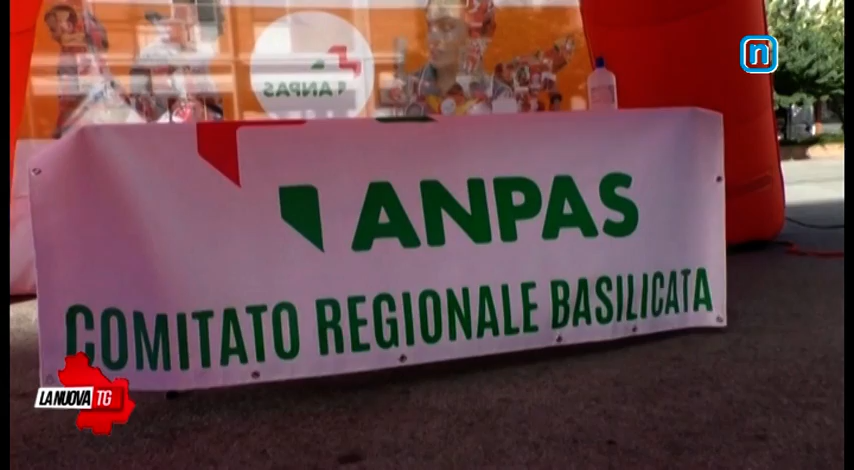 ANPAS
n
ANPAS
COMITATO REGIONALE BASILICATA
LA NUOVA TG